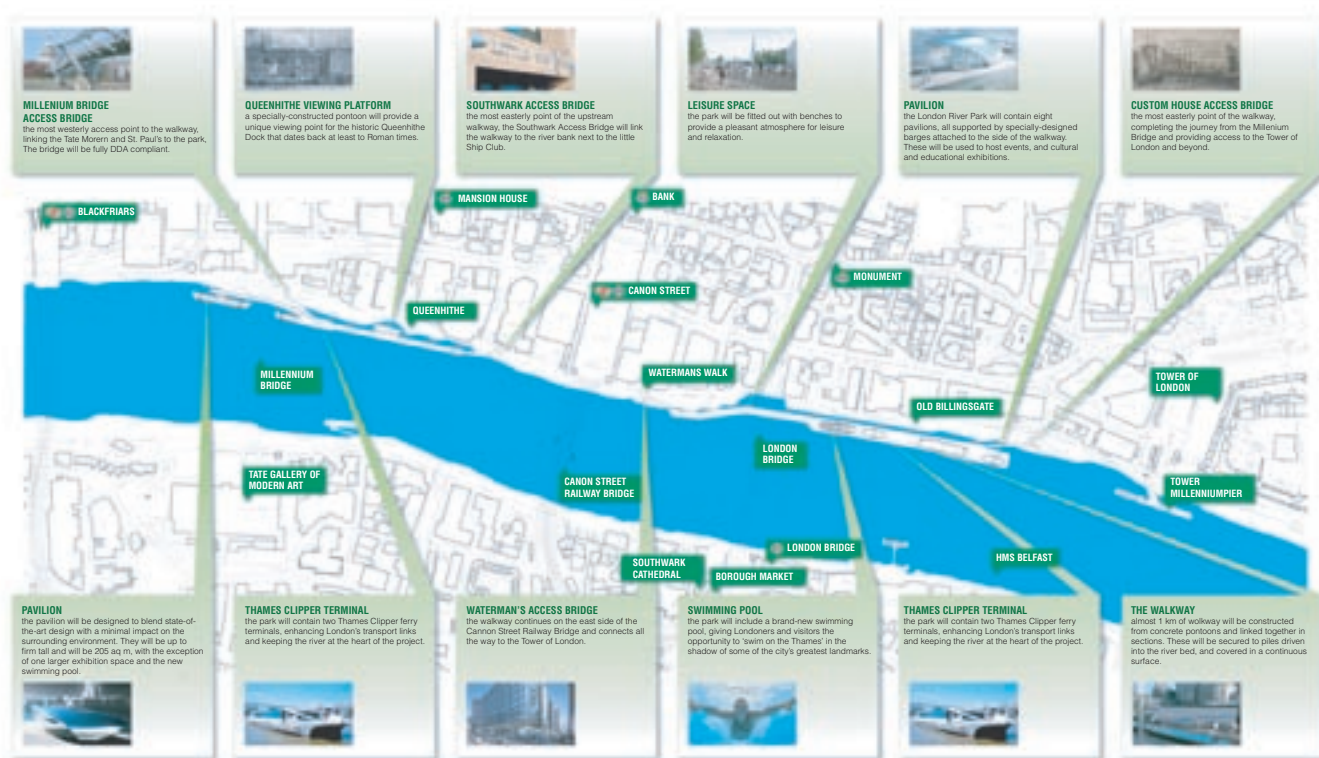 MILLENIUM BRIDGE
ACCESS BRIDGE
the most westerly access point to the walkway,
linking the Tate Morern and St. Paul's to the park,
The bridge will be fully DDA compliant.
QUEENHITHE VIEWING PLATFORM
a specially-constructed pontoon will provide a
unique viewing point for the historic Queenhithe
Dock that dates back at least to Roman times.
SOUTHWARK ACCESS BRIDGE
the most easterly point of the upstream
walkway, the Southwark Access Bridge will link
the walkway to the river bank next to the little
Ship Club.
LEISURE SPACE
the park will be fitted out with benches to
provide a pleasant atmosphere for leisure
and relaxation.
PAVILION
the London River Park will contain eight
pavilions, all supported by specially-designed
barges attached to the side of the walkway.
These will be used to host events, and cultural
and educational exhibitions.
CUSTOM HOUSE ACCESS BRIDGE
the most easterly point of the walkway,
completing the journey from the Millenium
Bridge and providing access to the Tower of
London and beyond.
BLACKFRIARS
MANSION HOUSE
BANK
CANON STREET
MONUMENT
QUEENHITHE
MILLENNIUM
BRIDGE
WATERMANS WALK
TOWER OF
LONDON
OLD BILLINGSGATE
LONDON
BRIDGE
TATE GALLERY OF
MODERN ART
CANON STREET
RAILWAY BRIDGE
TOWER
MILLENNIUMPIER
LONDON BRIDGE
SOUTHWARK
CATHEDRAL
BOROUGH MARKET
HMS BELFAST
PAVILION
the pavilion will be designed to blend state-of-
the-art design with a minimal impact on the
surrounding environment. They will be up to
firm tall and will be 205 aq m, with the exception
of one larger exhibition space and the new
swimming pool.
THAMES CLIPPER TERMINAL
the park will contain two Thames Clipper ferry
terminals, enhancing London's transport links
and keeping the river at the heart of the project.
WATERMAN'S ACCESS BRIDGE
the walkway continues on the east side of the
Cannon Street Railway Bridge and connects all
the way to the Tower of London.
SWIMMING POOL
the park will include a brand-new swimming
pool, giving Londoners and visitors the
opportunity to 'swim on the Thames' in the
shadow of some of the city's greatest landmarks.
THAMES CLIPPER TERMINAL
the park will contain two Thames Clipper ferry
terminals, enhancing London's transport links
and keeping the river at the heart of the project.
THE WALKWAY
almost 1 km of wolkway will be constructed
from concrete pontoons and linked together in
sections. These will be secured to piles driven
into the river bed, and covered in a continuous
surface.